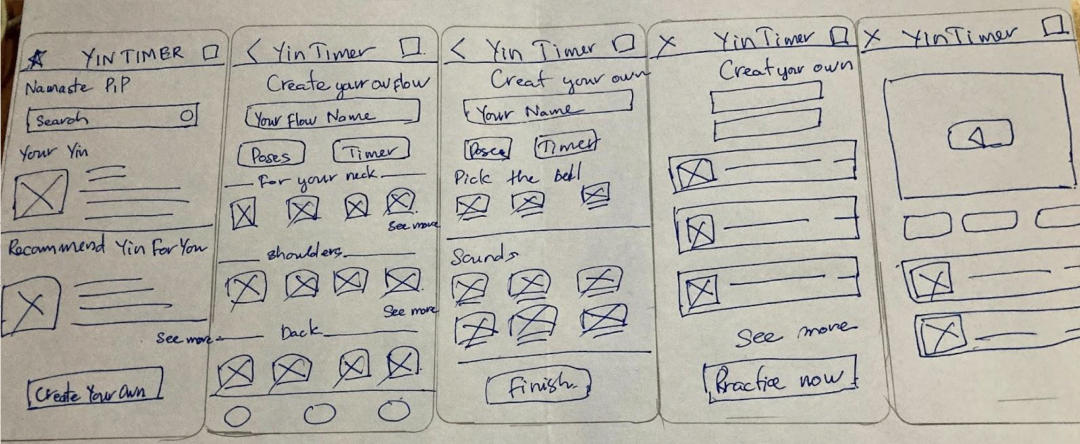 YIN TIMER
Namaste PiP
Search
Your Yin
Recommend Yin For You
See more
Create Your Own
Yin Timer
Create your ow flow
Your Flow Name
Poses Timer
For your neck
See more
Shoulders
See more
back
Yin Timer
Creat your own
Your Name
Poses Timer
Pick the bell
Sounds
Finish
Yin Timer
Creat your own
See more
Practice now
Yin Timer